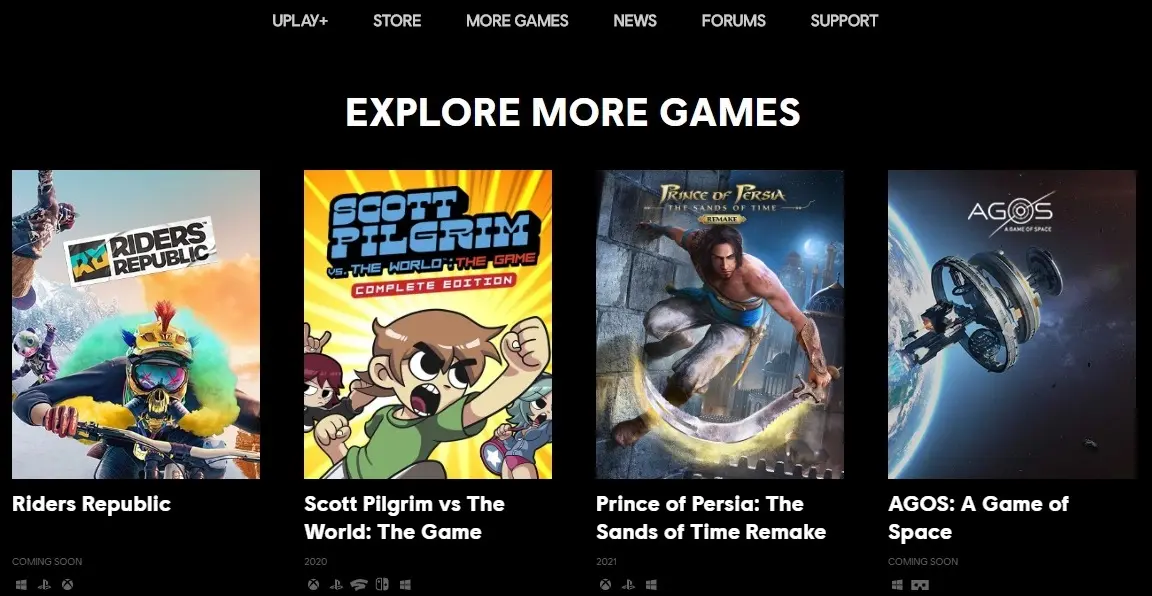 UPLAY+ STORE MORE GAMES NEWS FORUMS SUPPORT
EXPLORE MORE GAMES
RIDERS
REPUBLIC
SCOTT
PILGRIM
VS. THE WORLD™: THE GAME
COMPLETE EDITION
PRINCE OF PERSIA
THE SANDS OF TIME
REMAKE
AGOS
A GAME OF SPACE
Riders Republic
COMING SOON
Scott Pilgrim vs The
World: The Game
2020
Prince of Persia: The
Sands of Time Remake
2021
AGOS: A Game of
Space
COMING SOON